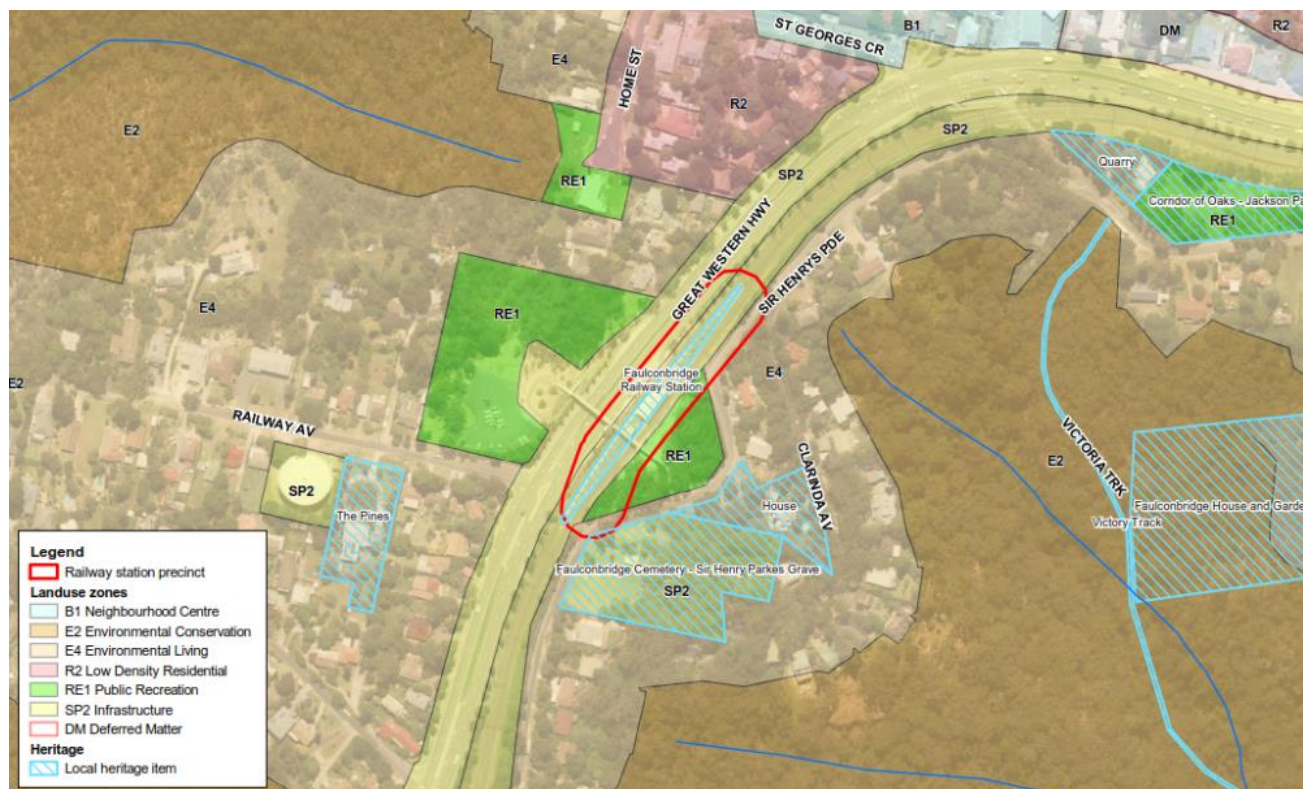 ST GEORGES CR
B1
DM
R2
E4
HOME ST
R2
E2
SP2
SP2
RE1
Quarry
Corridor of Oaks - Jackson Pa
RE1
GREAT WESTERN HWY
SIR HENRYS PDE
E4
RE1
Faulconbridge
Railway Station
E4
E2
RAILWAY AV
RE1
CLARINDA AV
VICTORIA TRK
E2
SP2
The Pines
House
Faulconbridge House and Garde
Victory Track
Faulconbridge Cemetery - Sir Henry Parkes Grave
SP2
Legend
Railway station precinct
Landuse zones
B1 Neighbourhood Centre
E2 Environmental Conservation
E4 Environmental Living
R2 Low Density Residential
RE1 Public Recreation
SP2 Infrastructure
DM Deferred Matter
Heritage
Local heritage item